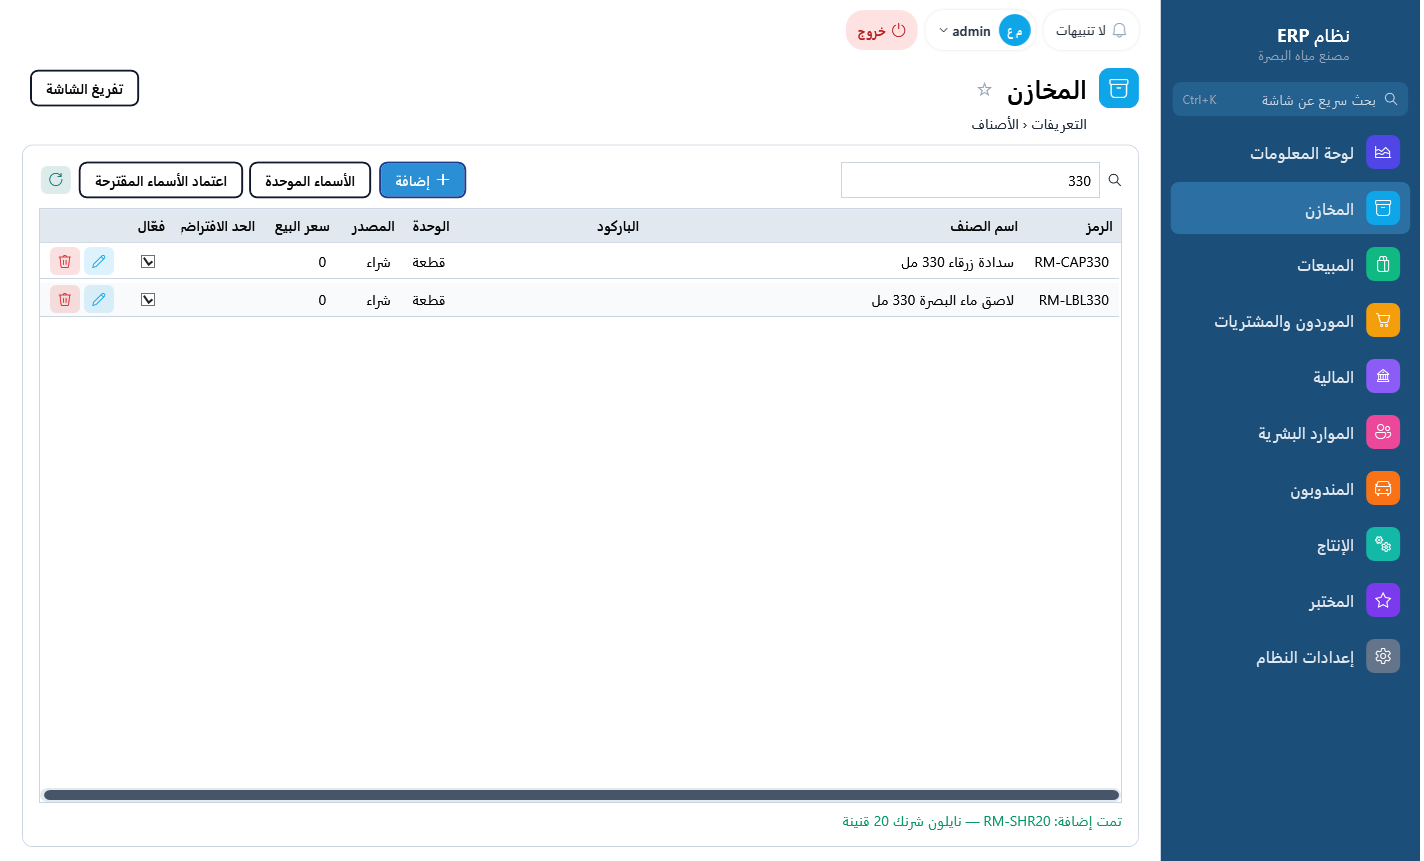 نظام ERP
مصنع مياه البصرة
بحث سريع عن شاشة Ctrl+K
لوحة المعلومات
المخازن
المبيعات
الموردون والمشتريات
المالية
الموارد البشرية
المندوبون
الإنتاج
المختبر
إعدادات النظام
لا تنبيهات
م ع admin
خروج
المخازن
التعريفات › الأصناف
تفريغ الشاشة
330
إضافة
الأسماء الموحدة
اعتماد الأسماء المقترحة
الرمز اسم الصنف الباركود الوحدة المصدر سعر البيع الحد الافتراضي فعّال
RM-CAP330 سدادة زرقاء 330 مل قطعة شراء 0
RM-LBL330 لاصق ماء البصرة 330 مل قطعة شراء 0
تمت إضافة: RM-SHR20 — نايلون شرنك 20 قنينة